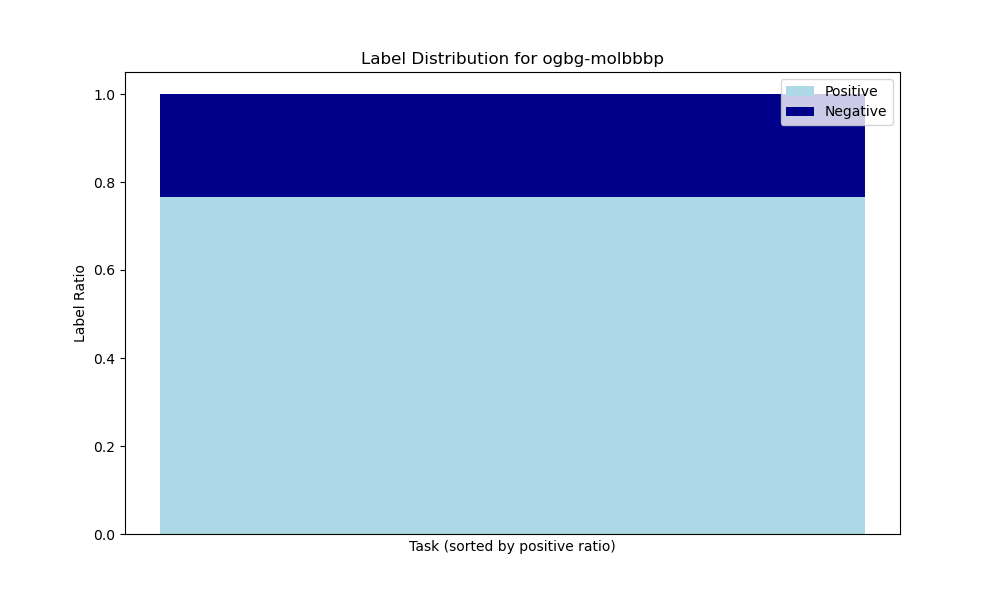 Label Distribution for ogbg-molbbbp
Positive
Negative
1.0
0.8
0.6
0.4
0.2
0.0
Label Ratio
Task (sorted by positive ratio)